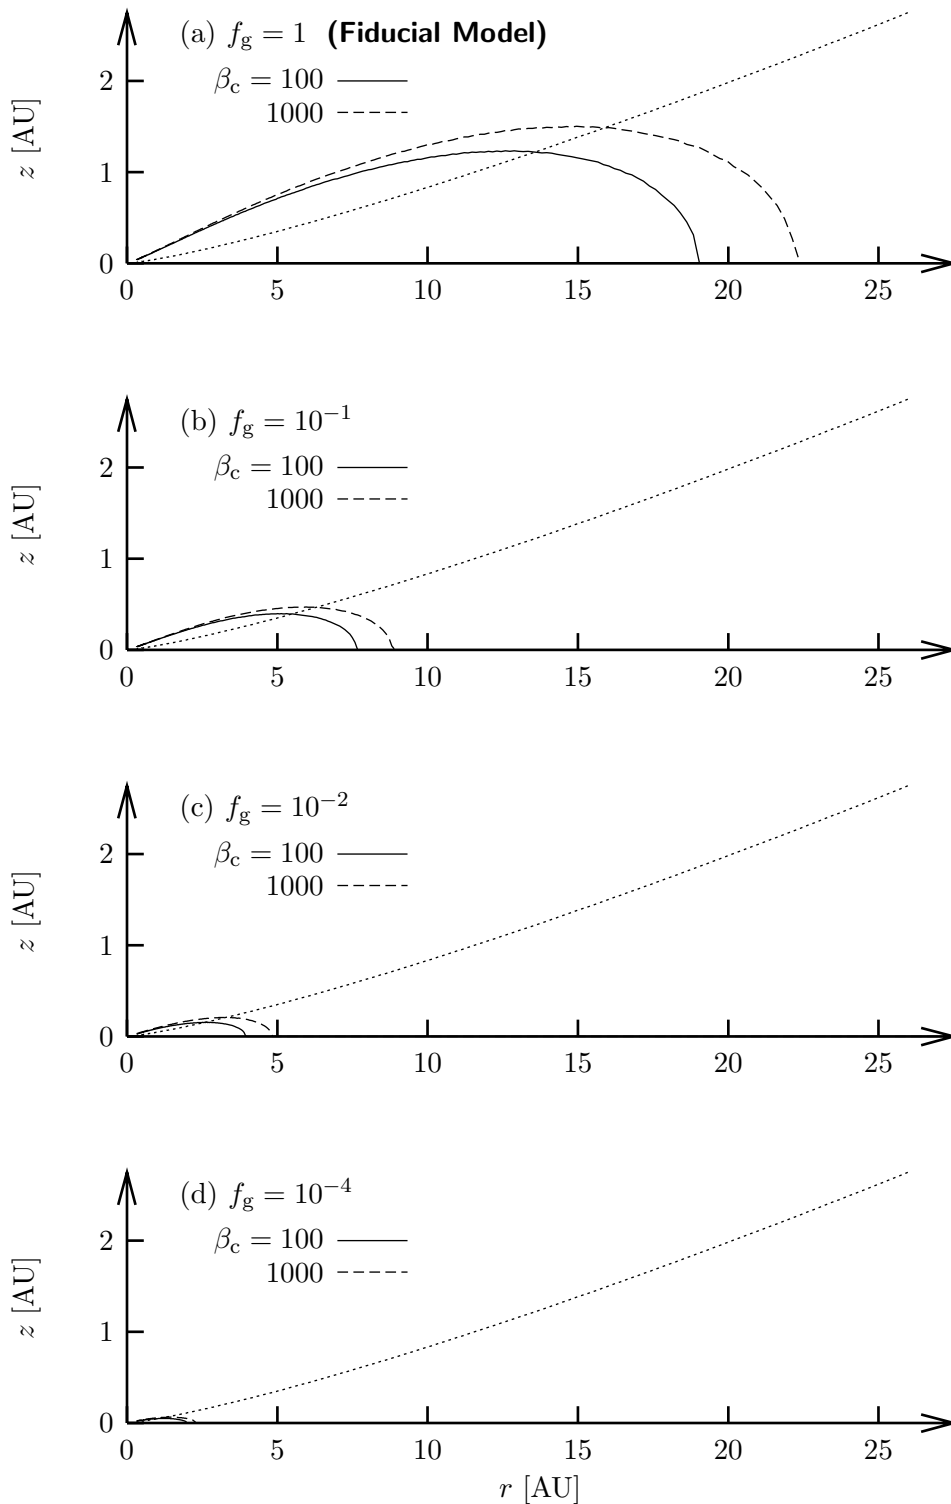 (a) f_g = 1 (Fiducial Model)
β_c = 100
1000
z [AU]
2
1
0
0 5 10 15 20 25
(b) f_g = 10⁻¹
β_c = 100
1000
z [AU]
2
1
0
0 5 10 15 20 25
(c) f_g = 10⁻²
β_c = 100
1000
z [AU]
2
1
0
0 5 10 15 20 25
(d) f_g = 10⁻⁴
β_c = 100
1000
z [AU]
2
1
0
0 5 10 15 20 25
r [AU]